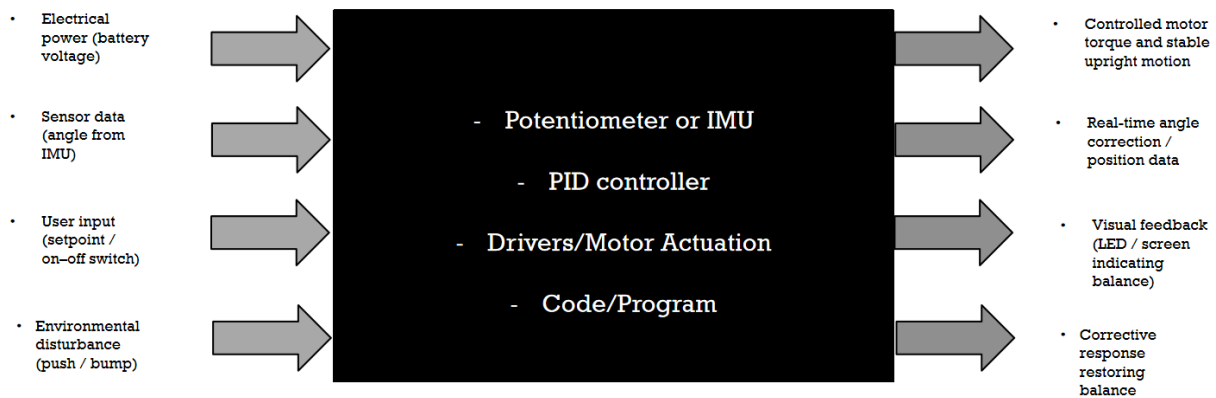 • Electrical
power (battery
voltage)
• Sensor data
(angle from
IMU)
• User input
(setpoint /
on–off switch)
• Environmental
disturbance
(push / bump)
- Potentiometer or IMU
- PID controller
- Drivers/Motor Actuation
- Code/Program
• Controlled motor
torque and stable
upright motion
• Real-time angle
correction /
position data
• Visual feedback
(LED / screen
indicating
balance)
• Corrective
response
restoring
balance